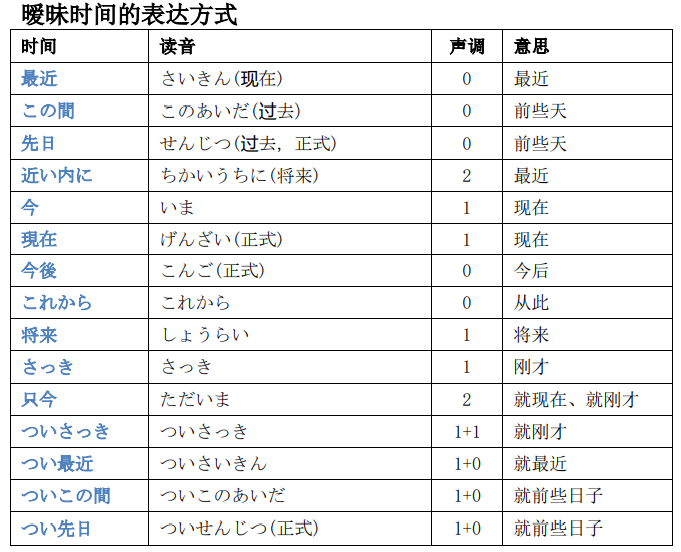 暧昧时间的表达方式
时间 读音 声调 意思
最近 さいきん(现在) 0 最近
この間 このあいだ(过去) 0 前些天
先日 せんじつ(过去, 正式) 0 前些天
近い内に ちかいうちに(将来) 2 最近
今 いま 1 现在
現在 げんざい(正式) 1 现在
今後 こんご(正式) 0 今后
これから これから 0 从此
将来 しょうらい 1 将来
さっき さっき 1 刚才
只今 ただいま 2 就现在、就刚才
ついさっき ついさっき 1+1 就刚才
つい最近 ついさいきん 1+0 就最近
ついこの間 ついこのあいだ 1+0 就前些日子
つい先日 ついせんじつ(正式) 1+0 就前些日子